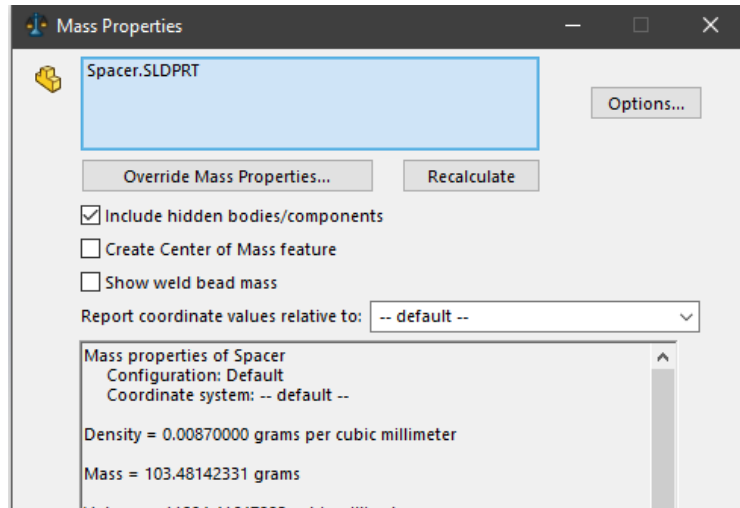 Mass Properties
Spacer.SLDPRT
Options...
Override Mass Properties...
Recalculate
Include hidden bodies/components
Create Center of Mass feature
Show weld bead mass
Report coordinate values relative to:
-- default --
Mass properties of Spacer
Configuration: Default
Coordinate system: -- default --
Density = 0.00870000 grams per cubic millimeter
Mass = 103.48142331 grams